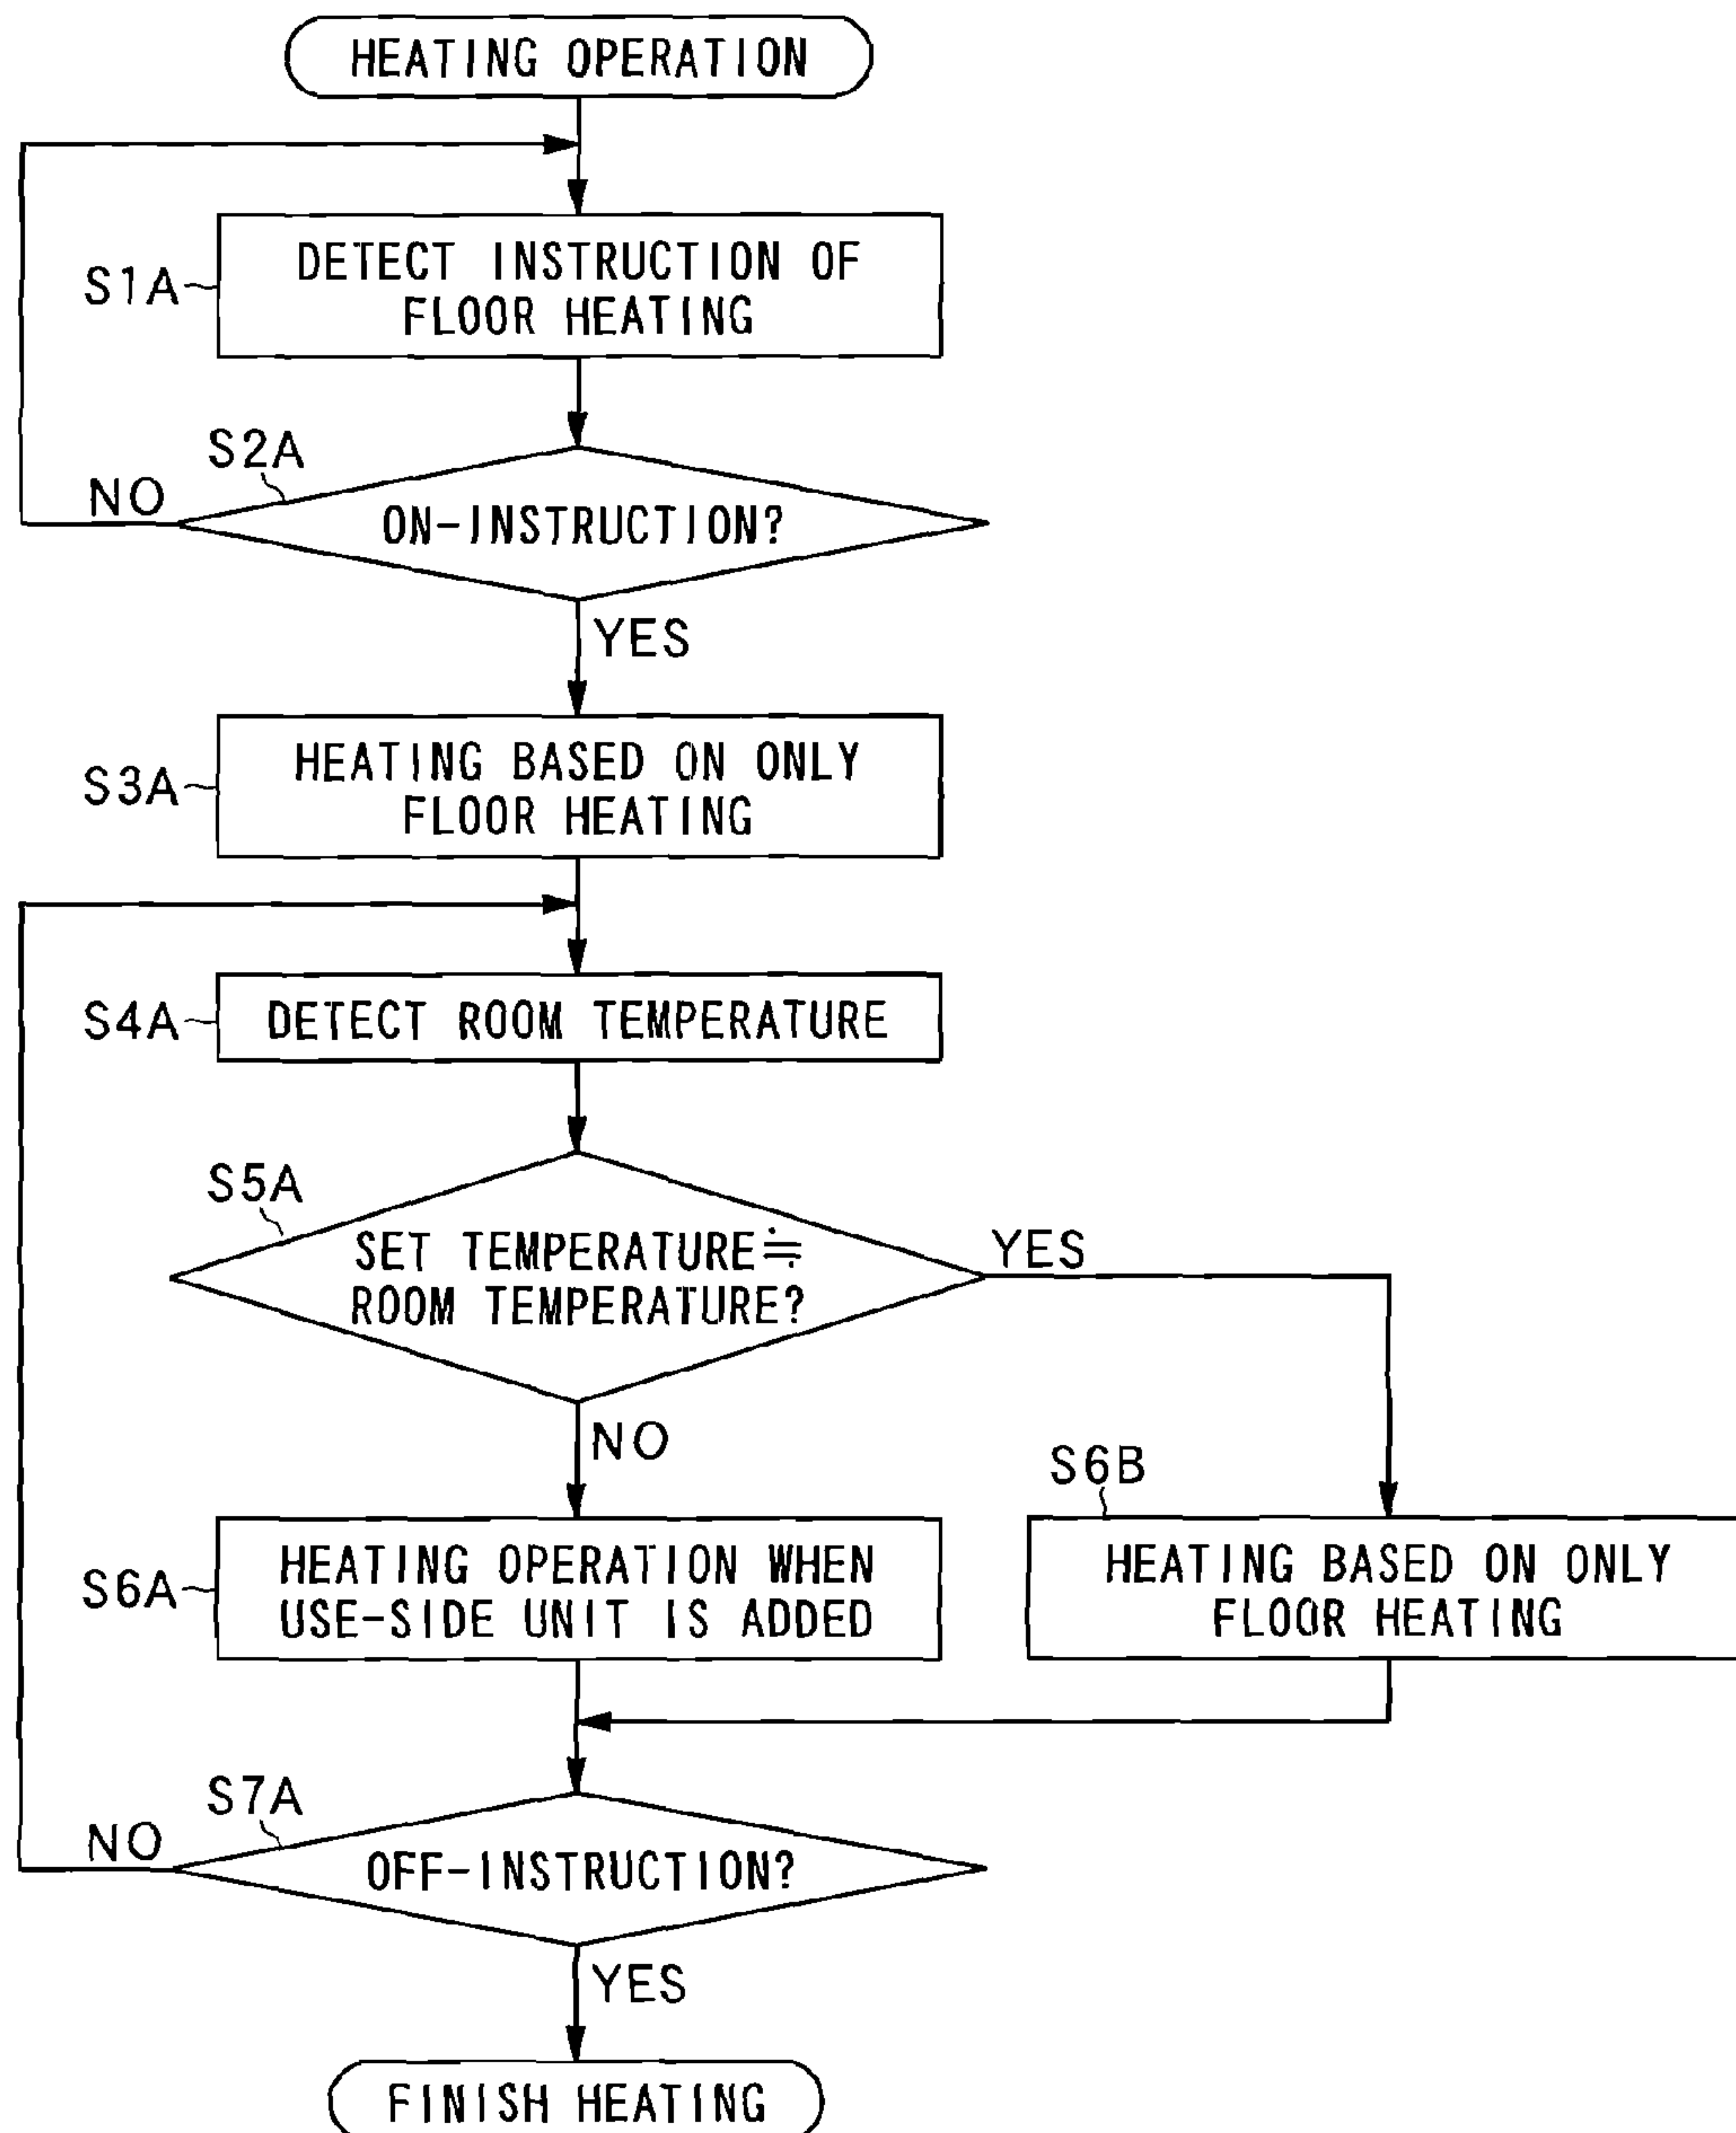 HEATING OPERATION
S1A
DETECT INSTRUCTION OF
FLOOR HEATING
S2A
NO
ON-INSTRUCTION?
YES
S3A
HEATING BASED ON ONLY
FLOOR HEATING
S4A
DETECT ROOM TEMPERATURE
S5A
SET TEMPERATURE≒
ROOM TEMPERATURE?
YES
NO
S6A
HEATING OPERATION WHEN
USE-SIDE UNIT IS ADDED
S6B
HEATING BASED ON ONLY
FLOOR HEATING
S7A
NO
OFF-INSTRUCTION?
YES
FINISH HEATING